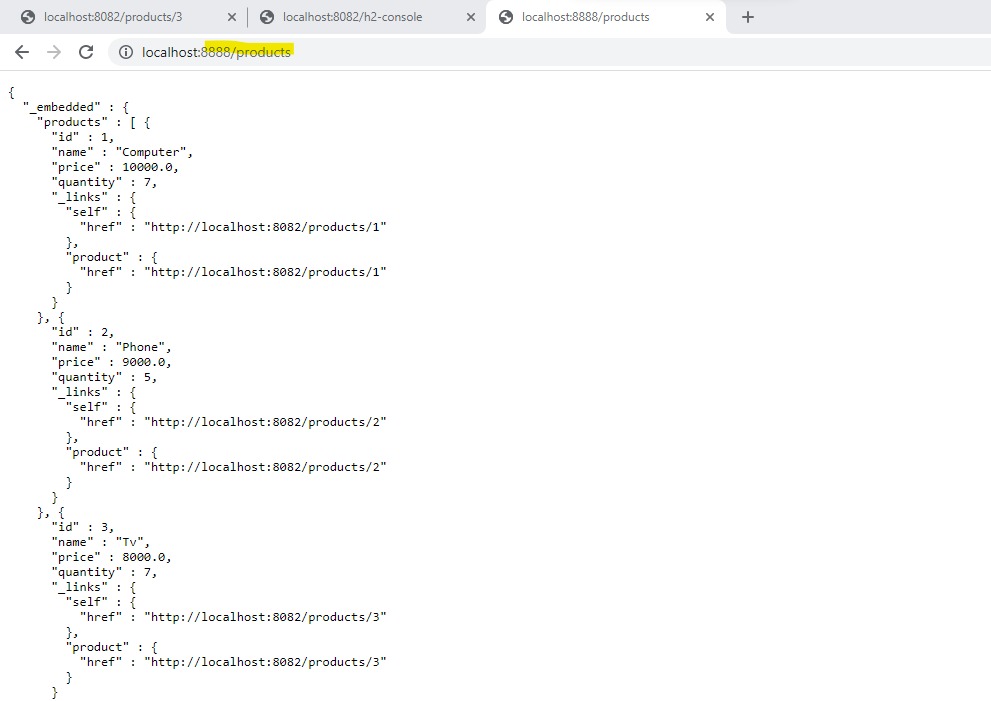 localhost:8082/products/3
localhost:8082/h2-console
localhost:8888/products
localhost:8888/products
{
  "_embedded" : {
    "products" : [ {
      "id" : 1,
      "name" : "Computer",
      "price" : 10000.0,
      "quantity" : 7,
      "_links" : {
        "self" : {
          "href" : "http://localhost:8082/products/1"
        },
        "product" : {
          "href" : "http://localhost:8082/products/1"
        }
      }
    }, {
      "id" : 2,
      "name" : "Phone",
      "price" : 9000.0,
      "quantity" : 5,
      "_links" : {
        "self" : {
          "href" : "http://localhost:8082/products/2"
        },
        "product" : {
          "href" : "http://localhost:8082/products/2"
        }
      }
    }, {
      "id" : 3,
      "name" : "Tv",
      "price" : 8000.0,
      "quantity" : 7,
      "_links" : {
        "self" : {
          "href" : "http://localhost:8082/products/3"
        },
        "product" : {
          "href" : "http://localhost:8082/products/3"
        }
      }